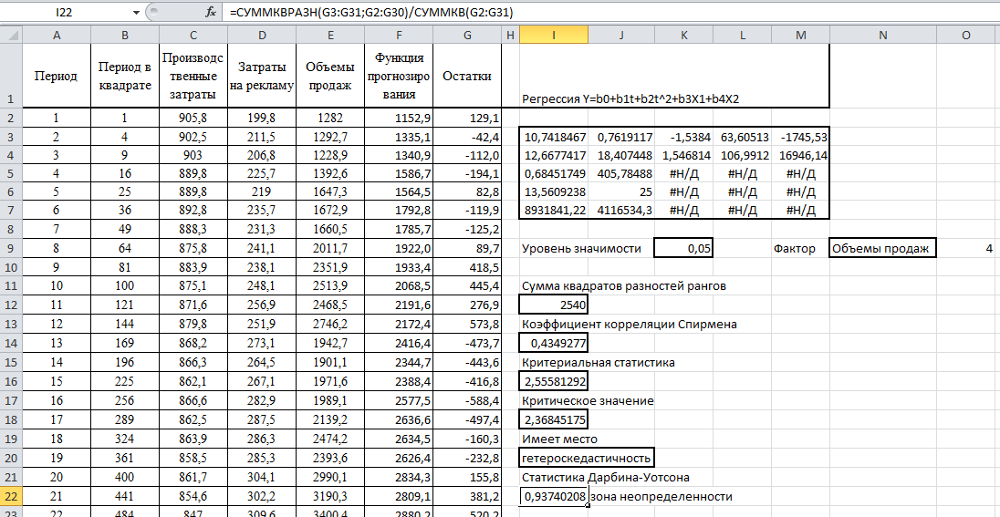 I22 fx =СУММКВРАЗН(G3:G31;G2:G30)/СУММКВ(G2:G31)
A B C D E F G H I J K L M N O
1 Период Период в квадрате Производственные затраты Затраты на рекламу Объемы продаж Функция прогнозирования Остатки Регрессия Y=b0+b1t+b2t^2+b3X1+b4X2
2 1 1 905,8 199,8 1282 1152,9 129,1
3 2 4 902,5 211,5 1292,7 1335,1 -42,4 10,7418467 0,7619117 -1,5384 63,60513 -1745,53
4 3 9 903 206,8 1228,9 1340,9 -112,0 12,6677417 18,407448 1,546814 106,9912 16946,14
5 4 16 889,8 225,7 1392,6 1586,7 -194,1 0,68451749 405,78488 #Н/Д #Н/Д #Н/Д
6 5 25 889,8 219 1647,3 1564,5 82,8 13,5609238 25 #Н/Д #Н/Д #Н/Д
7 6 36 892,8 235,7 1672,9 1792,8 -119,9 8931841,22 4116534,3 #Н/Д #Н/Д #Н/Д
8 7 49 888,3 231,3 1660,5 1785,7 -125,2
9 8 64 875,8 241,1 2011,7 1922,0 89,7 Уровень значимости 0,05 Фактор Объемы продаж 4
10 9 81 883,9 238,1 2351,9 1933,4 418,5
11 10 100 875,1 248,1 2513,9 2068,5 445,4 Сумма квадратов разностей рангов
12 11 121 871,6 256,9 2468,5 2191,6 276,9 2540
13 12 144 879,8 251,9 2746,2 2172,4 573,8 Коэффициент корреляции Спирмена
14 13 169 868,2 273,1 1942,7 2416,4 -473,7 0,4349277
15 14 196 866,3 264,5 1901,1 2344,7 -443,6 Критериальная статистика
16 15 225 862,1 267,1 1971,6 2388,4 -416,8 2,55581292
17 16 256 866,6 282,9 1989,1 2577,5 -588,4 Критическое значение
18 17 289 862,5 287,5 2139,2 2636,6 -497,4 2,36845175
19 18 324 863,9 286,3 2474,2 2634,5 -160,3 Имеет место
20 19 361 858,5 285,3 2393,6 2626,4 -232,8 гетероскедастичность
21 20 400 861,7 304,1 2990,1 2834,3 155,8 Статистика Дарбина-Уотсона
22 21 441 854,6 302,2 3190,3 2809,1 381,2 0,93740208 зона неопределенности
23 22 484 847 309,6 3400,4 2880,2 520,2